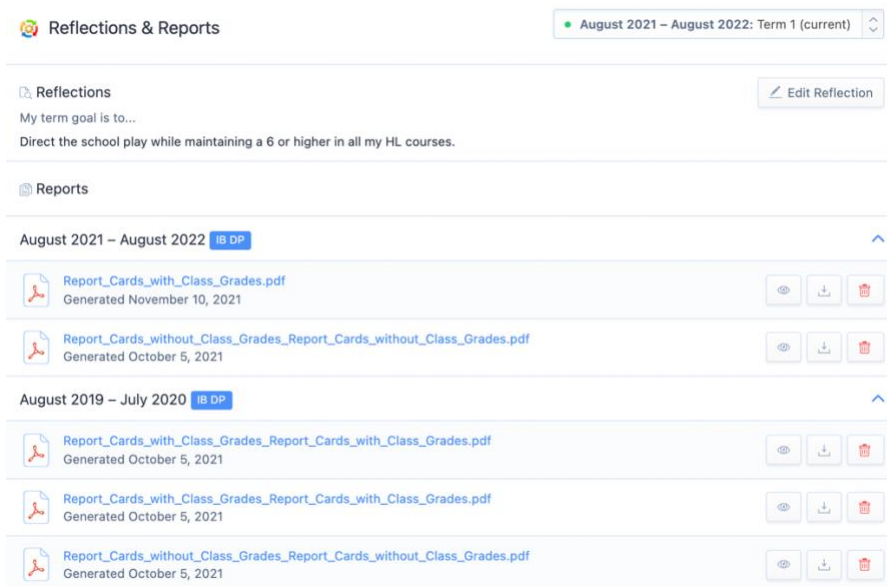 Reflections & Reports
August 2021 – August 2022: Term 1 (current)
Reflections
Edit Reflection
My term goal is to...
Direct the school play while maintaining a 6 or higher in all my HL courses.
Reports
August 2021 – August 2022 IB DP
Report_Cards_with_Class_Grades.pdf
Generated November 10, 2021
Report_Cards_without_Class_Grades_Report_Cards_without_Class_Grades.pdf
Generated October 5, 2021
August 2019 – July 2020 IB DP
Report_Cards_with_Class_Grades_Report_Cards_with_Class_Grades.pdf
Generated October 5, 2021
Report_Cards_with_Class_Grades_Report_Cards_with_Class_Grades.pdf
Generated October 5, 2021
Report_Cards_without_Class_Grades_Report_Cards_without_Class_Grades.pdf
Generated October 5, 2021